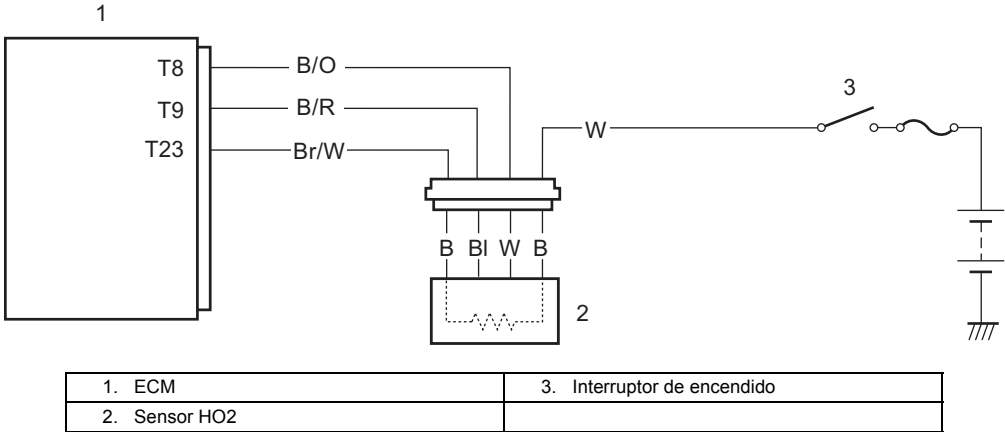 1
T8
B/O
T9
B/R
T23
Br/W
3
W
B Bl W B
2
1. ECM
3. Interruptor de encendido
2. Sensor HO2